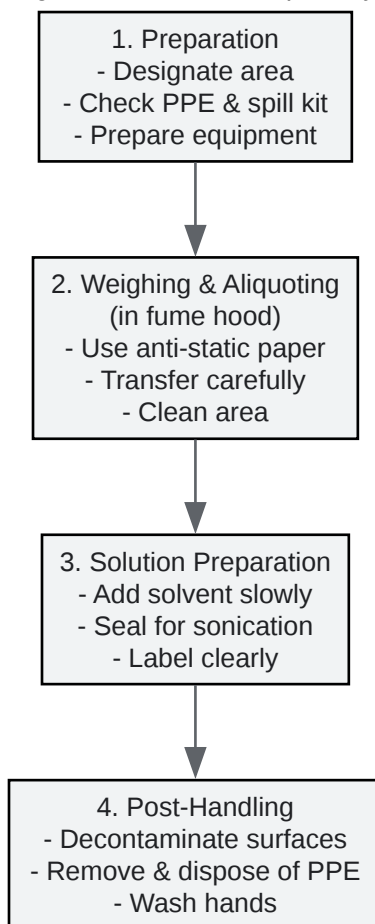 1. Preparation
- Designate area
- Check PPE & spill kit
- Prepare equipment
2. Weighing & Aliquoting
(in fume hood)
- Use anti-static paper
- Transfer carefully
- Clean area
3. Solution Preparation
- Add solvent slowly
- Seal for sonication
- Label clearly
4. Post-Handling
- Decontaminate surfaces
- Remove & dispose of PPE
- Wash hands